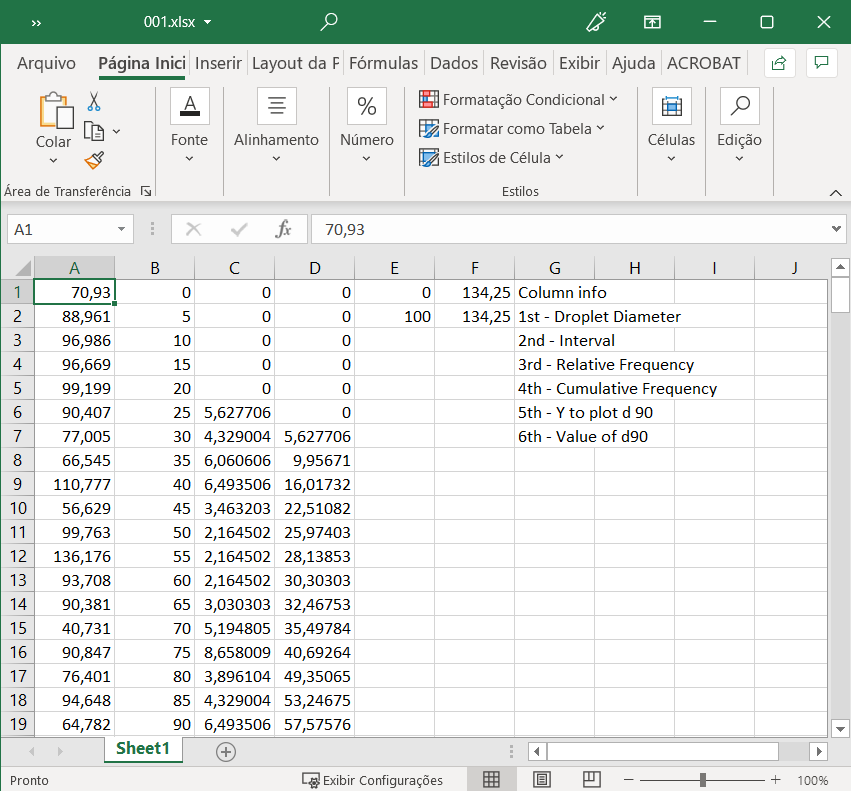 ›› 001.xlsx
Arquivo Página Inici Inserir Layout da P Fórmulas Dados Revisão Exibir Ajuda ACROBAT
Colar
Fonte
Alinhamento
%
Número
Formatação Condicional
Formatar como Tabela
Estilos de Célula
Células
Edição
Área de Transferência
Estilos
A1 fx 70,93
A B C D E F G H I J
1 70,93 0 0 0 0 134,25 Column info
2 88,961 5 0 0 100 134,25 1st - Droplet Diameter
3 96,986 10 0 0 2nd - Interval
4 96,669 15 0 0 3rd - Relative Frequency
5 99,199 20 0 0 4th - Cumulative Frequency
6 90,407 25 5,627706 0 5th - Y to plot d 90
7 77,005 30 4,329004 5,627706 6th - Value of d90
8 66,545 35 6,060606 9,95671
9 110,777 40 6,493506 16,01732
10 56,629 45 3,463203 22,51082
11 99,763 50 2,164502 25,97403
12 136,176 55 2,164502 28,13853
13 93,708 60 2,164502 30,30303
14 90,381 65 3,030303 32,46753
15 40,731 70 5,194805 35,49784
16 90,847 75 8,658009 40,69264
17 76,401 80 3,896104 49,35065
18 94,648 85 4,329004 53,24675
19 64,782 90 6,493506 57,57576
Sheet1
Pronto Exibir Configurações 100%